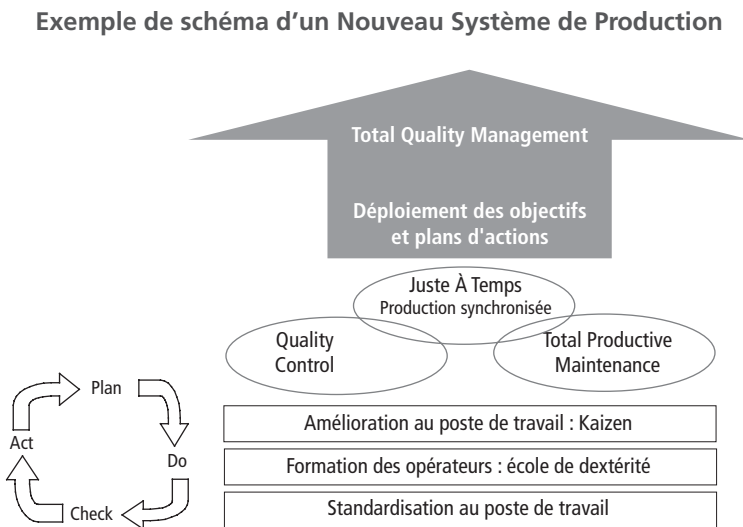 Exemple de schéma d'un Nouveau Système de Production
Total Quality Management
Déploiement des objectifs
et plans d'actions
Juste À Temps
Production synchronisée
Quality
Control
Total Productive
Maintenance
Plan
Act
Do
Check
Amélioration au poste de travail : Kaizen
Formation des opérateurs : école de dextérité
Standardisation au poste de travail